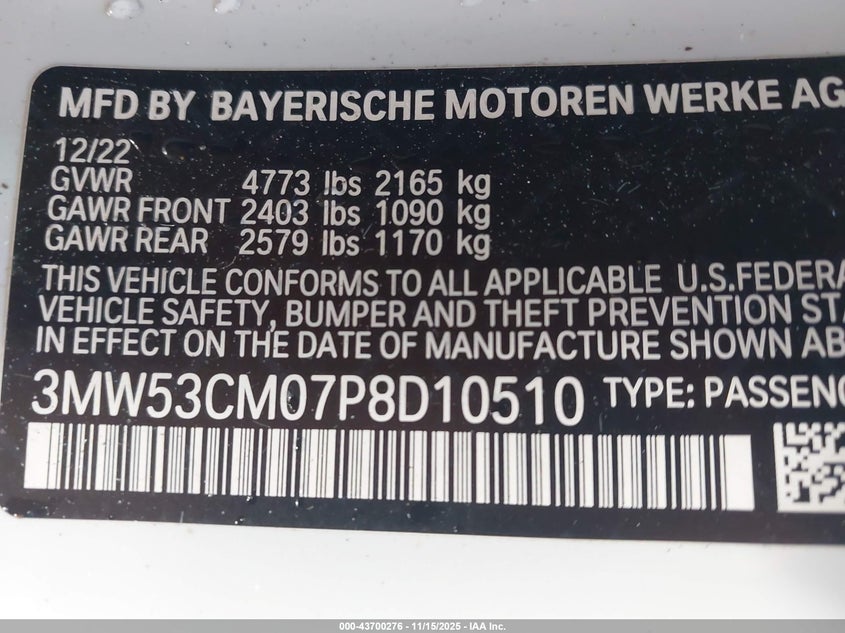 MFD BY BAYERISCHE MOTOREN WERKE AG
12/22
GVWR 4773 lbs 2165 kg
GAWR FRONT 2403 lbs 1090 kg
GAWR REAR 2579 lbs 1170 kg
THIS VEHICLE CONFORMS TO ALL APPLICABLE U.S.FEDERA
VEHICLE SAFETY, BUMPER AND THEFT PREVENTION STA
IN EFFECT ON THE DATE OF MANUFACTURE SHOWN AB
3MW53CM07P8D10510 TYPE: PASSENG
000-43700276 - 11/15/2025 - IAA Inc.